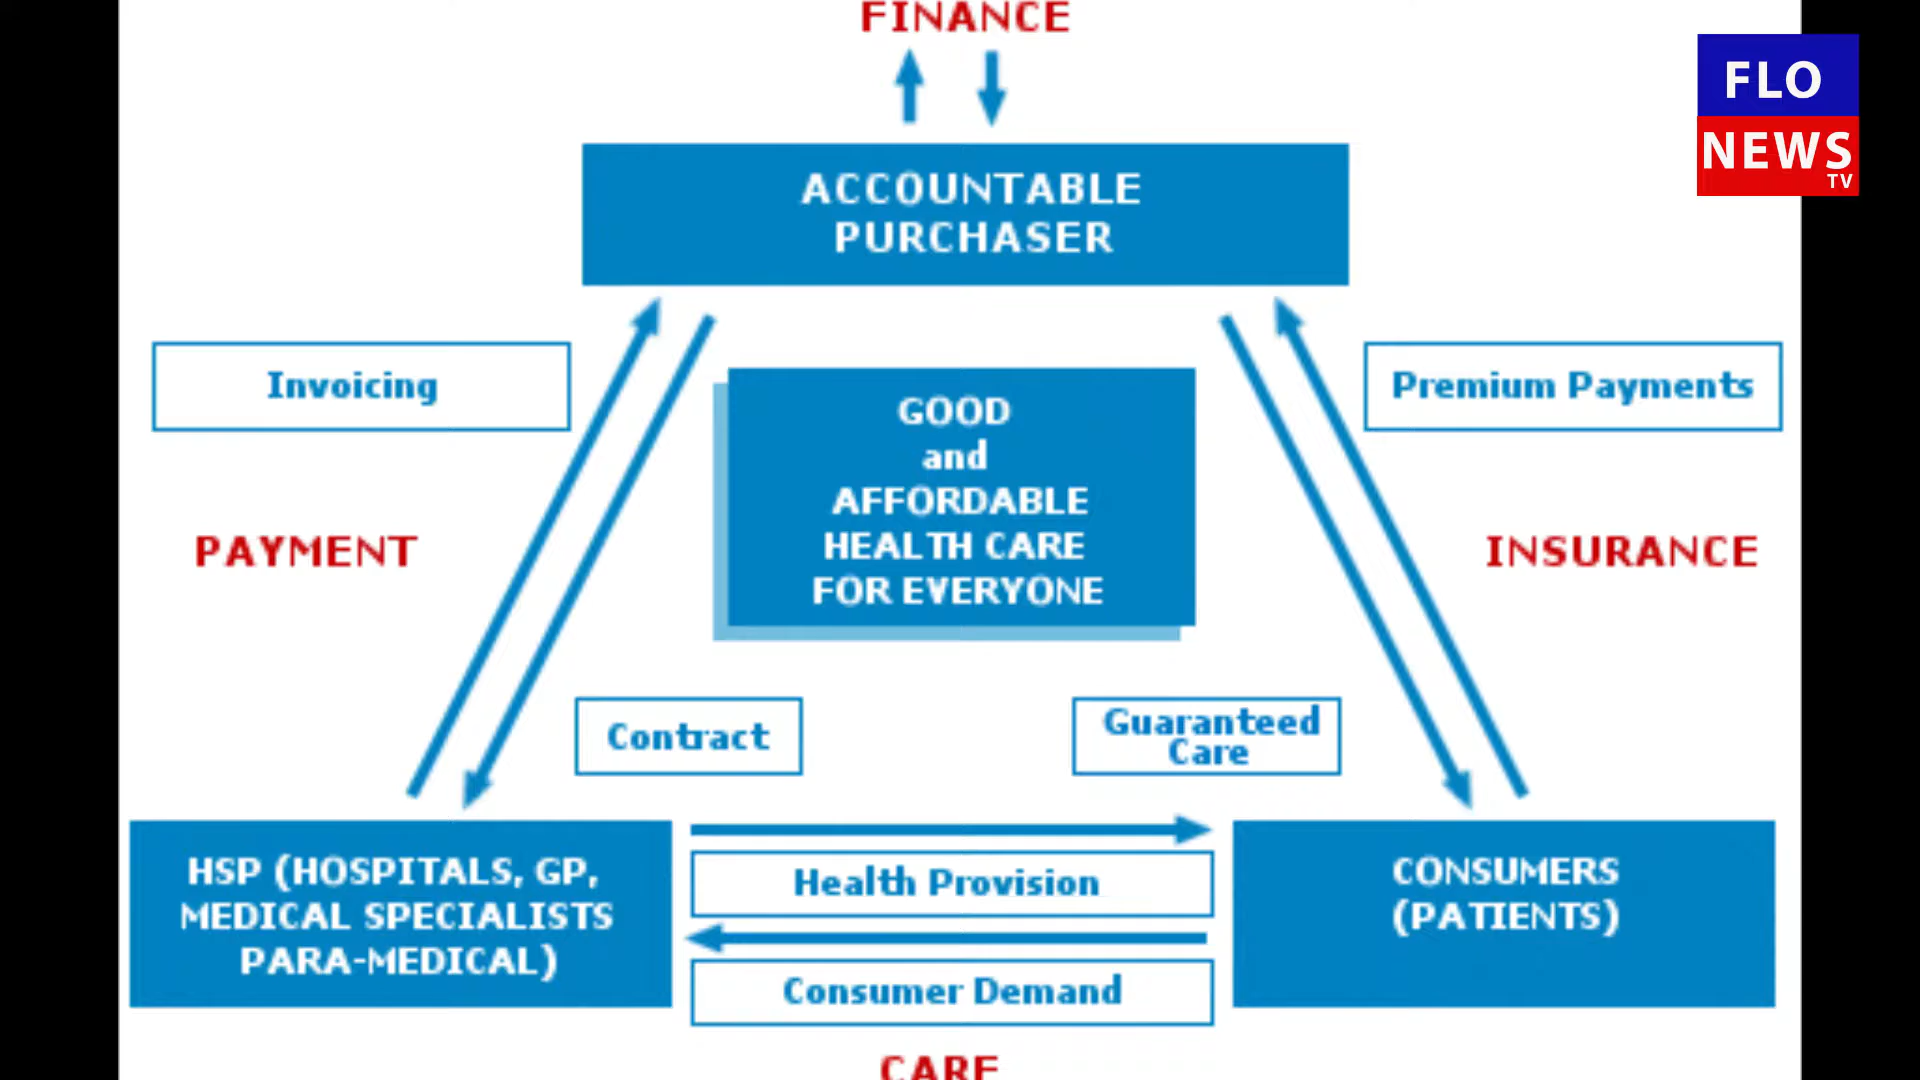 FINANCE
FLO
NEWS
TV
ACCOUNTABLE
PURCHASER
Invoicing
Premium Payments
GOOD
and
AFFORDABLE
HEALTH CARE
FOR EVERYONE
PAYMENT
INSURANCE
Contract
Guaranteed
Care
HSP (HOSPITALS, GP,
MEDICAL SPECIALISTS
PARA-MEDICAL)
Health Provision
Consumer Demand
CONSUMERS
(PATIENTS)
CARE